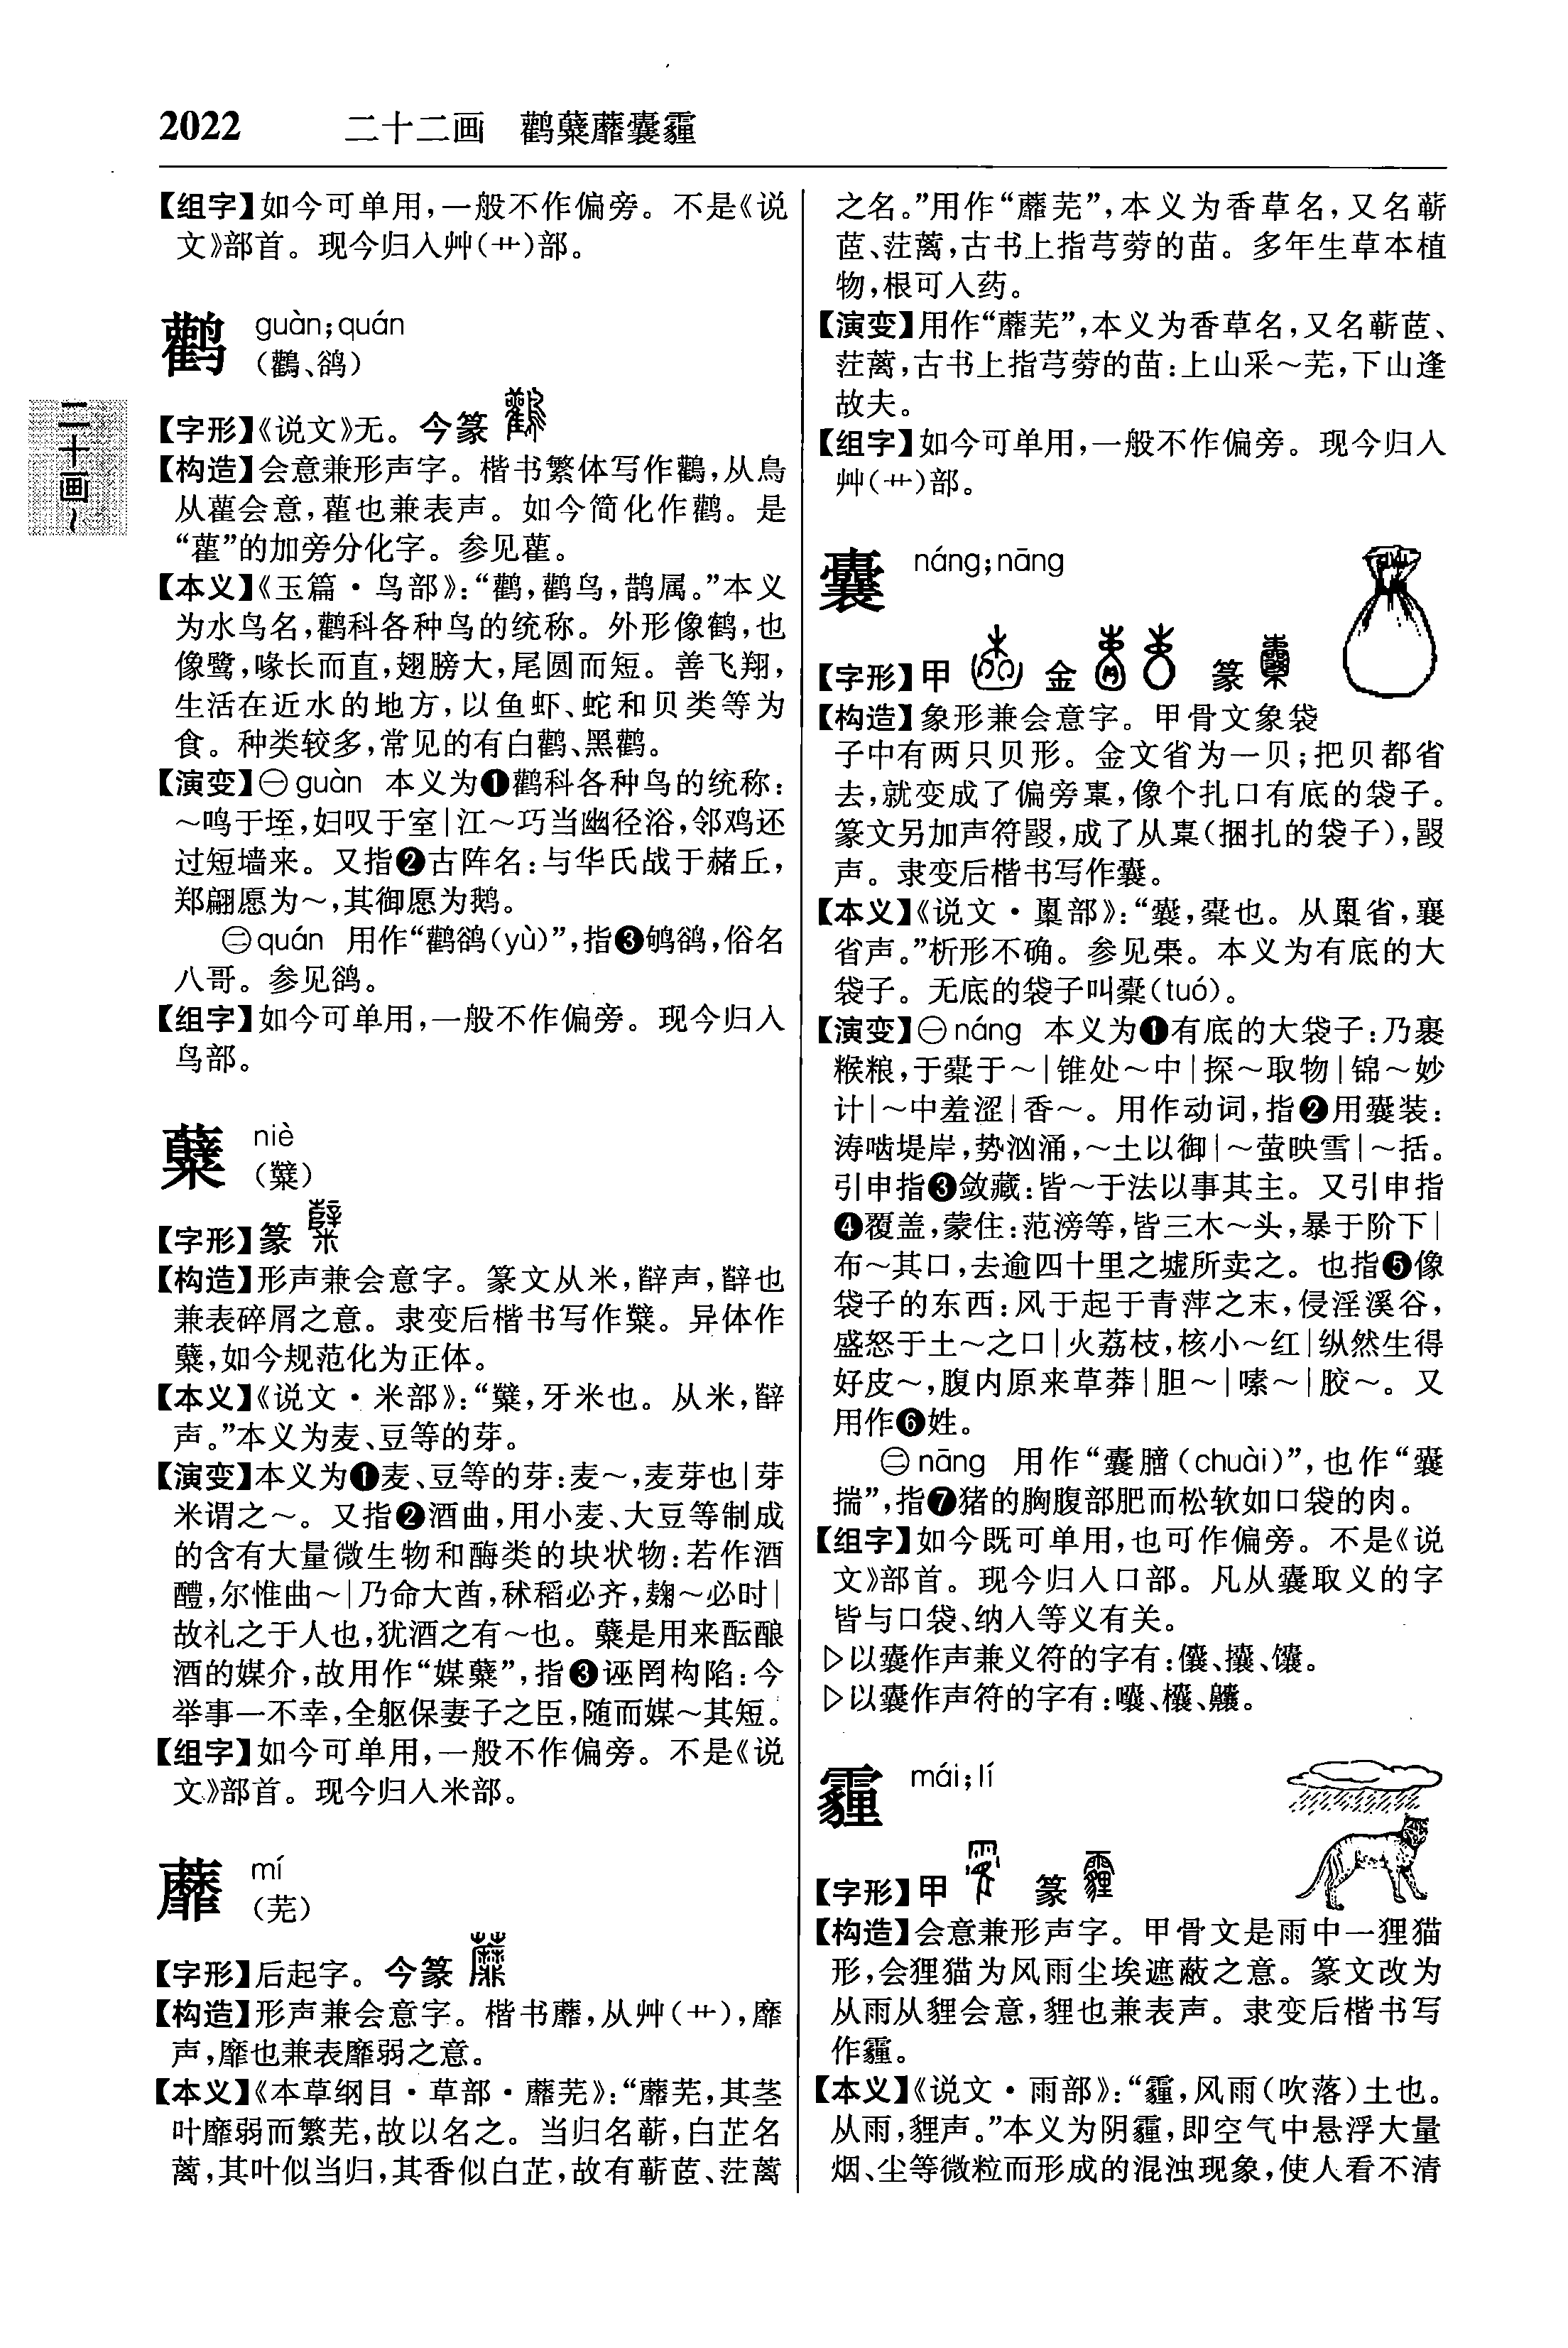 2022 二十二画 鹳糵蘼囊霾
二十画~
【组字】如今可单用,一般不作偏旁。不是《说
文》部首。现今归入艸(艹)部。
鹳 guàn;quán
(鸛、鹆)
【字形】《说文》无。今篆
【构造】会意兼形声字。楷书繁体写作鸛,从鳥
从雚会意,雚也兼表声。如今简化作鹳。是
“雚”的加旁分化字。参见雚。
【本义】《玉篇·鸟部》:“鹳,鹳鸟,鹊属。”本义
为水鸟名,鹳科各种鸟的统称。外形像鹤,也
像鹭,喙长而直,翅膀大,尾圆而短。善飞翔,
生活在近水的地方,以鱼虾、蛇和贝类等为
食。种类较多,常见的有白鹳、黑鹳。
【演变】㊀guàn 本义为❶鹳科各种鸟的统称:
～鸣于垤,妇叹于室|江～巧当幽径浴,邻鸡还
过短墙来。又指❷古阵名:与华氏战于赭丘,
郑翩愿为～,其御愿为鹅。
㊁quán 用作“鹳鹆(yù)”,指❸鸲鹆,俗名
八哥。参见鹆。
【组字】如今可单用,一般不作偏旁。现今归入
鸟部。
糵 niè
(櫱)
【字形】篆
【构造】形声兼会意字。篆文从米,辥声,辥也
兼表碎屑之意。隶变后楷书写作糱。异体作
糵,如今规范化为正体。
【本义】《说文·米部》:“糱,牙米也。从米,辥
声。”本义为麦、豆等的芽。
【演变】本义为❶麦、豆等的芽:麦～,麦芽也|芽
米谓之～。又指❷酒曲,用小麦、大豆等制成
的含有大量微生物和酶类的块状物:若作酒
醴,尔惟曲～|乃命大酋,秫稻必齐,麹～必时|
故礼之于人也,犹酒之有～也。糵是用来酝酿
酒的媒介,故用作“媒糵”,指❸诬罔构陷:今
举事一不幸,全躯保妻子之臣,随而媒～其短。
【组字】如今可单用,一般不作偏旁。不是《说
文》部首。现今归入米部。
蘼 mí
(芜)
【字形】后起字。今篆
【构造】形声兼会意字。楷书蘼,从艸(艹),靡
声,靡也兼表靡弱之意。
【本义】《本草纲目·草部·蘼芜》:“蘼芜,其茎
叶靡弱而繁芜,故以名之。当归名蕲,白芷名
蓠,其叶似当归,其香似白芷,故有蕲茝、茳蓠
之名。”用作“蘼芜”,本义为香草名,又名蕲
茝、茳蓠,古书上指芎䓖的苗。多年生草本植
物,根可入药。
【演变】用作“蘼芜”,本义为香草名,又名蕲茝、
茳蓠,古书上指芎䓖的苗:上山采～芜,下山逢
故夫。
【组字】如今可单用,一般不作偏旁。现今归入
艸(艹)部。
囊 náng;nāng
【字形】甲 金 篆
【构造】象形兼会意字。甲骨文象袋
子中有两只贝形。金文省为一贝;把贝都省
去,就变成了偏旁㯻,像个扎口有底的袋子。
篆文另加声符㗊,成了从㯻(捆扎的袋子),㗊
声。隶变后楷书写作囊。
【本义】《说文·㯻部》:“囊,橐也。从㯻省,襄
省声。”析形不确。参见橐。本义为有底的大
袋子。无底的袋子叫橐(tuó)。
【演变】㊀náng 本义为❶有底的大袋子:乃裹
糇粮,于橐于～|锥处～中|探～取物|锦～妙
计|～中羞涩|香～。用作动词,指❷用囊装:
涛啮堤岸,势汹涌,～土以御|～萤映雪|～括。
引申指❸敛藏:皆～于法以事其主。又引申指
❹覆盖,蒙住:范滂等,皆三木～头,暴于阶下|
布～其口,去逾四十里之墟所卖之。也指❺像
袋子的东西:风于起于青萍之末,侵淫溪谷,
盛怒于土～之口|火荔枝,核小～红|纵然生得
好皮～,腹内原来草莽|胆～|嗉～|胶～。又
用作❻姓。
㊁nāng 用作“囊膪(chuài)”,也作“囊
揣”,指❼猪的胸腹部肥而松软如口袋的肉。
【组字】如今既可单用,也可作偏旁。不是《说
文》部首。现今归入口部。凡从囊取义的字
皆与口袋、纳入等义有关。
▷以囊作声兼义符的字有:儾、攮、馕。
▷以囊作声符的字有:囔、欜、齉。
霾 mái;lí
【字形】甲 篆
【构造】会意兼形声字。甲骨文是雨中一狸猫
形,会狸猫为风雨尘埃遮蔽之意。篆文改为
从雨从貍会意,貍也兼表声。隶变后楷书写
作霾。
【本义】《说文·雨部》:“霾,风雨(吹落)土也。
从雨,貍声。”本义为阴霾,即空气中悬浮大量
烟、尘等微粒而形成的混浊现象,使人看不清